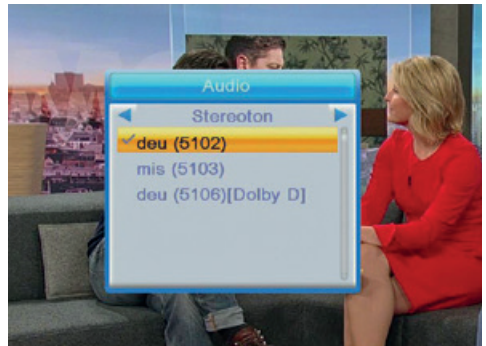 Audio
Stereoton
deu (5102)
mis (5103)
deu (5106)[Dolby D]